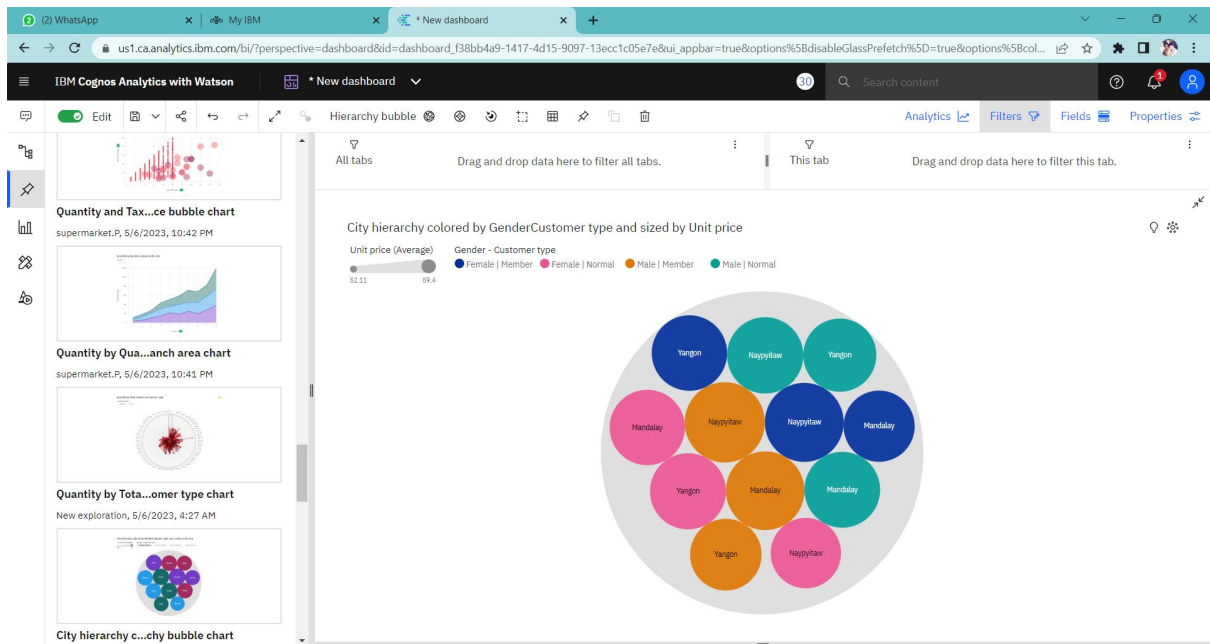 (2) WhatsApp
My IBM
* New dashboard
us1.ca.analytics.ibm.com/bi/?perspective=dashboard&id=dashboard_f38bb4a9-1417-4d15-9097-13ecc1c05e7e&ui_appbar=true&options%5BdisableGlassPrefetch%5D=true&options%5Bcol...
IBM Cognos Analytics with Watson
* New dashboard
30
Search content
1
Edit
Hierarchy bubble
Analytics
Filters
Fields
Properties
All tabs
Drag and drop data here to filter all tabs.
This tab
Drag and drop data here to filter this tab.
Quantity and Tax...ce bubble chart
supermarket.P, 5/6/2023, 10:42 PM
Quantity by Qua...anch area chart
supermarket.P, 5/6/2023, 10:41 PM
Quantity by Tota...omer type chart
New exploration, 5/6/2023, 4:27 AM
City hierarchy c...chy bubble chart
City hierarchy colored by GenderCustomer type and sized by Unit price
Unit price (Average)
52.11 59.4
Gender - Customer type
Female | Member Female | Normal Male | Member Male | Normal
Yangon Naypyitaw Yangon
Mandalay Naypyitaw Naypyitaw Mandalay
Yangon Mandalay Mandalay
Yangon Naypyitaw